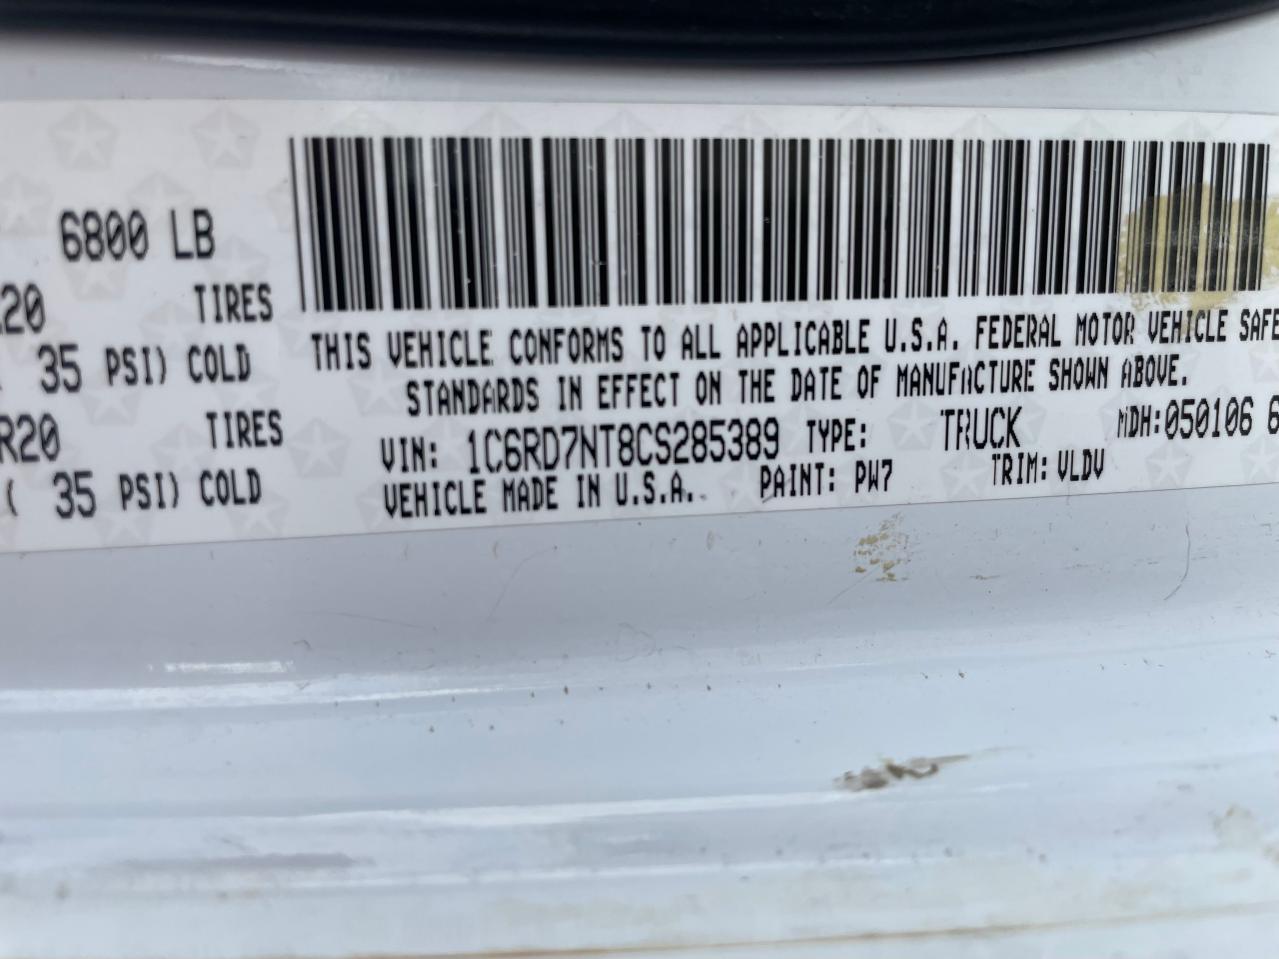 6800 LB
20 TIRES
35 PSI) COLD
R20 TIRES
( 35 PSI) COLD
THIS VEHICLE CONFORMS TO ALL APPLICABLE U.S.A. FEDERAL MOTOR VEHICLE SAFE
STANDARDS IN EFFECT ON THE DATE OF MANUFACTURE SHOWN ABOVE.
VIN: 1C6RD7NT8CS285389 TYPE: TRUCK MDH:050106 6
VEHICLE MADE IN U.S.A. PAINT: PW7 TRIM: VLDV